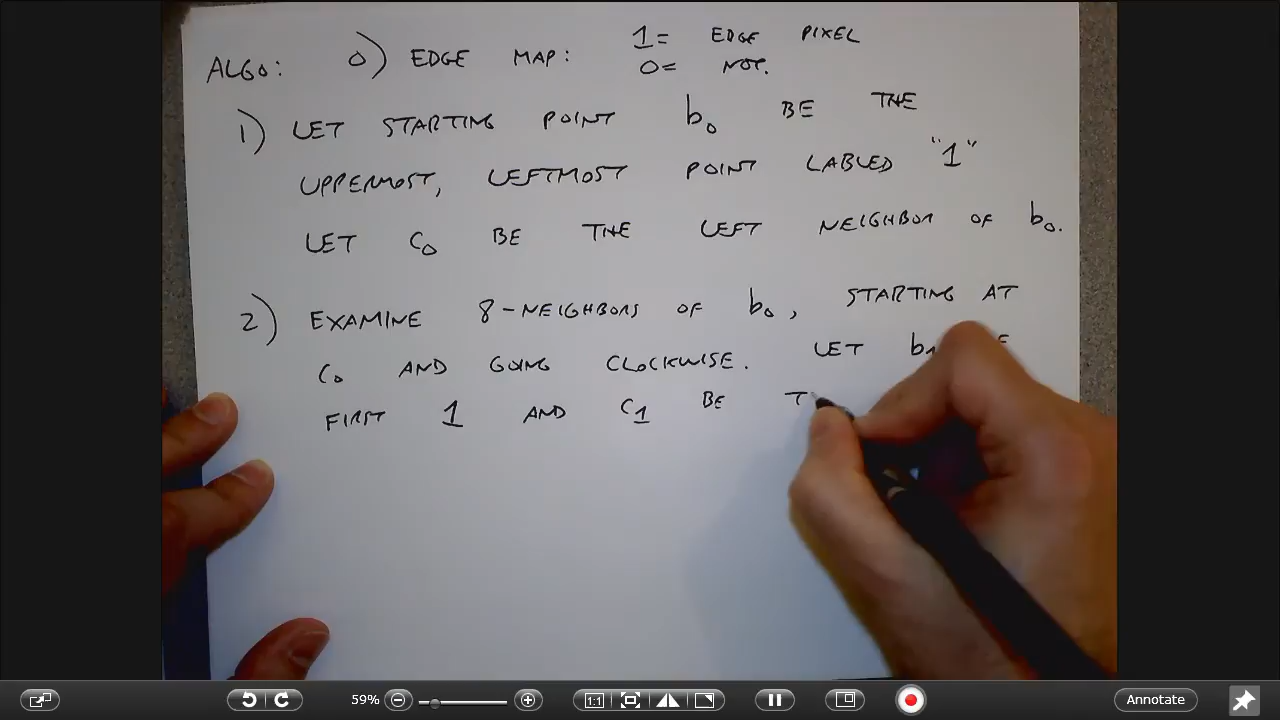 ALGO: 0) EDGE MAP: 1= EDGE PIXEL
0= NOT.
1) LET STARTING POINT b0 BE THE
UPPERMOST, LEFTMOST POINT LABLED "1"
LET C0 BE THE LEFT NEIGHBOR OF b0.
2) EXAMINE 8-NEIGHBORS OF b0, STARTING AT
C0 AND GOING CLOCKWISE. LET
FIRST 1 AND C1 BE
59% 1:1 Annotate